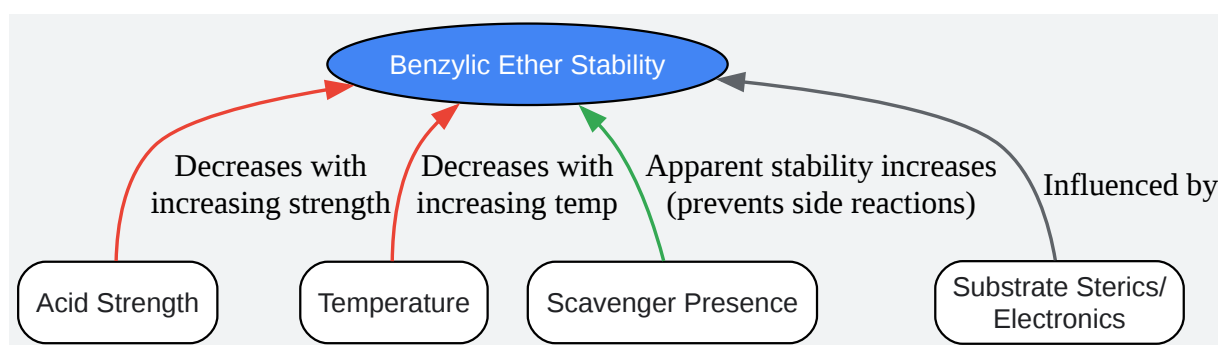 Benzylic Ether Stability
Decreases with
increasing strength
Decreases with
increasing temp
Apparent stability increases
(prevents side reactions)
Influenced by
Acid Strength
Temperature
Scavenger Presence
Substrate Sterics/
Electronics